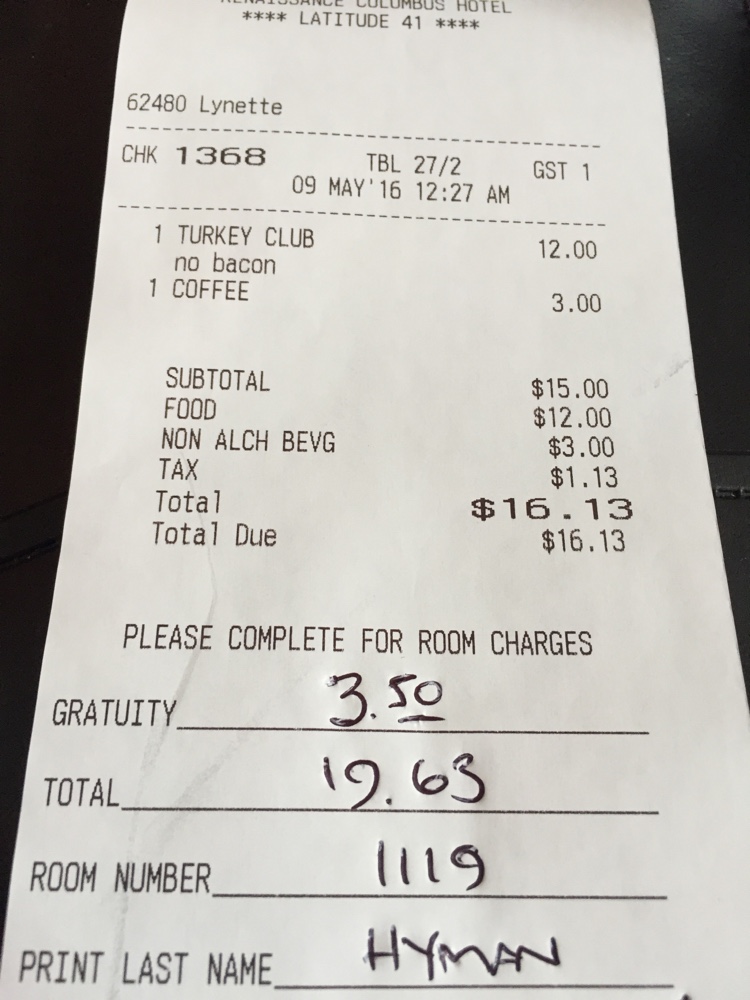 RENAISSANCE COLUMBUS HOTEL
**** LATITUDE 41 ****
62480 Lynette
CHK 1368 TBL 27/2 GST 1
09 MAY'16 12:27 AM
1 TURKEY CLUB 12.00
no bacon
1 COFFEE 3.00
SUBTOTAL $15.00
FOOD $12.00
NON ALCH BEVG $3.00
TAX $1.13
Total $16.13
Total Due $16.13
PLEASE COMPLETE FOR ROOM CHARGES
GRATUITY 3.50
TOTAL 19.63
ROOM NUMBER 1119
PRINT LAST NAME HYMAN